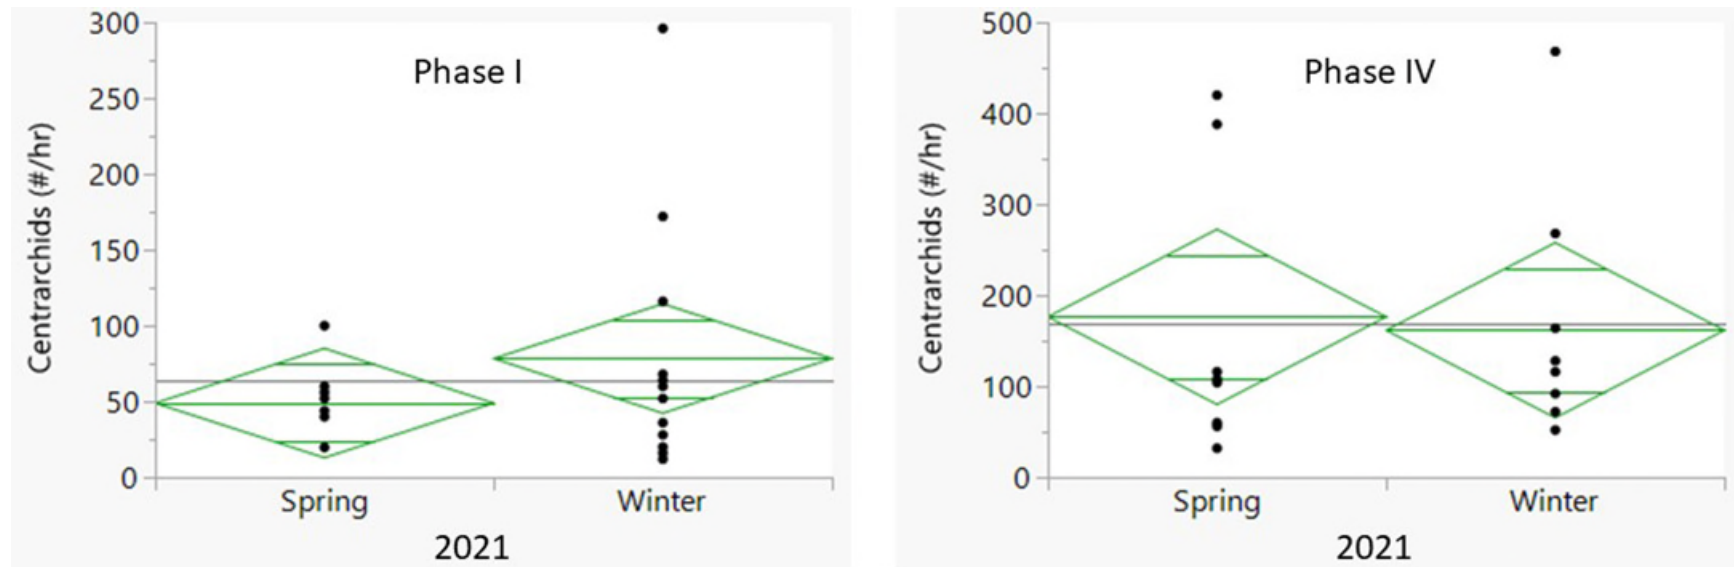 Phase I
Centrarchids (#/hr)
300
250
200
150
100
50
0
Spring Winter
2021
Phase IV
Centrarchids (#/hr)
500
400
300
200
100
0
Spring Winter
2021